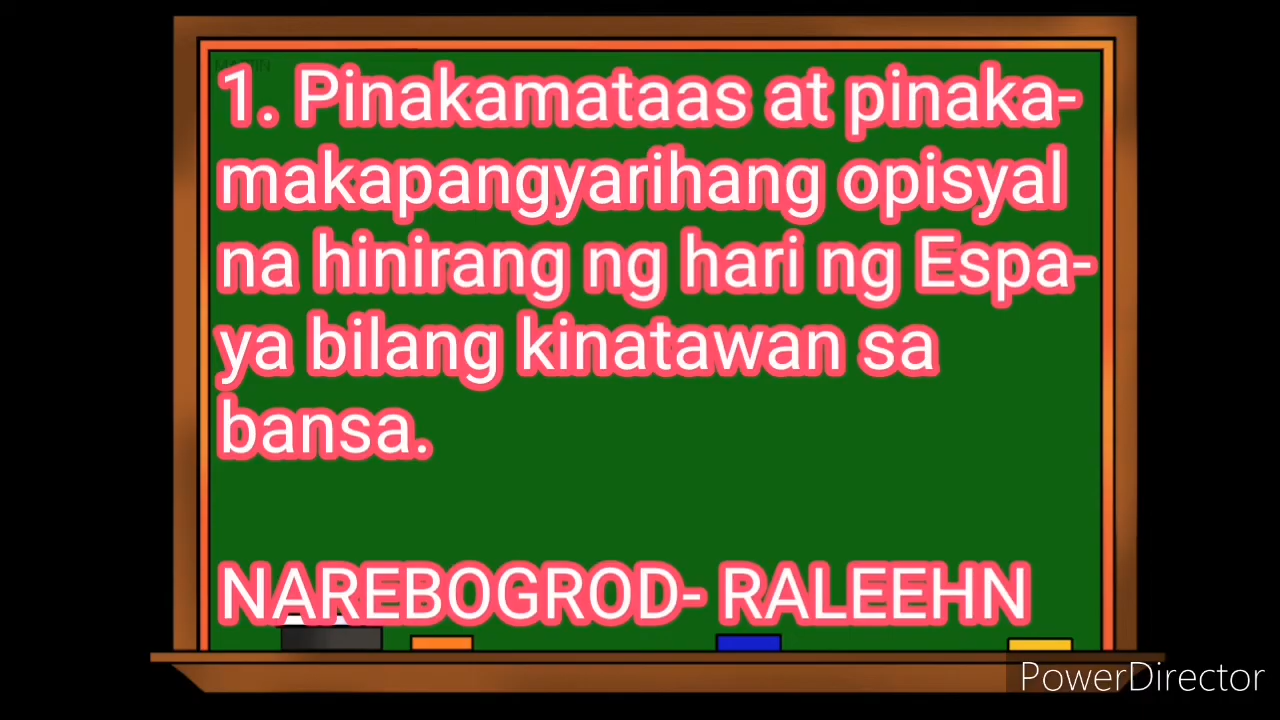 MARTIN
1. Pinakamataas at pinaka-
makapangyarihang opisyal
na hinirang ng hari ng Espa-
ya bilang kinatawan sa
bansa.
NAREBOGROD- RALEEHN
PowerDirector